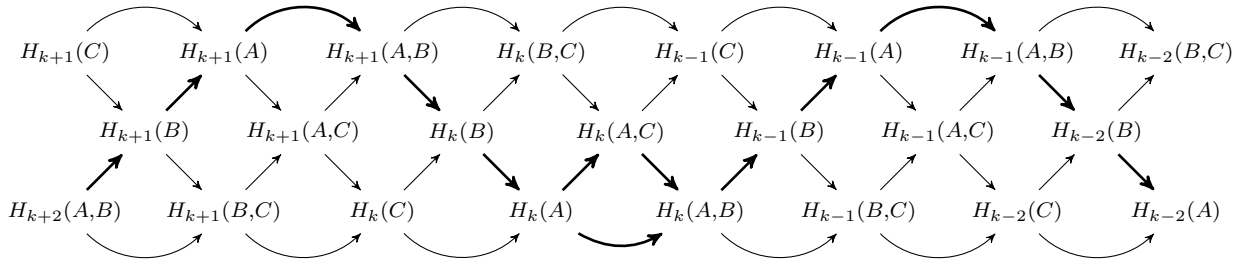 H_{k+1}(C) H_{k+1}(A) H_{k+1}(A,B) H_k(B,C) H_{k−1}(C) H_{k−1}(A) H_{k−1}(A,B) H_{k−2}(B,C)
H_{k+1}(B) H_{k+1}(A,C) H_k(B) H_k(A,C) H_{k−1}(B) H_{k−1}(A,C) H_{k−2}(B)
H_{k+2}(A,B) H_{k+1}(B,C) H_k(C) H_k(A) H_k(A,B) H_{k−1}(B,C) H_{k−2}(C) H_{k−2}(A)